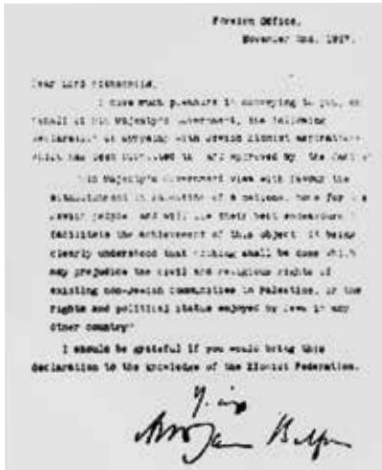 Foreign Office,
November 2nd, 1917.
Dear Lord Rothschild,
I have much pleasure in conveying to you, on
behalf of His Majesty's Government, the following
declaration of sympathy with Jewish Zionist aspirations
which has been submitted to, and approved by, the Cabinet
His Majesty's Government view with favour the
establishment in Palestine of a national home for the
Jewish people, and will use their best endeavours to
facilitate the achievement of this object, it being
clearly understood that nothing shall be done which
may prejudice the civil and religious rights of
existing non-Jewish communities in Palestine, or the
rights and political status enjoyed by Jews in any
other country"
I should be grateful if you would bring this
declaration to the knowledge of the Zionist Federation.